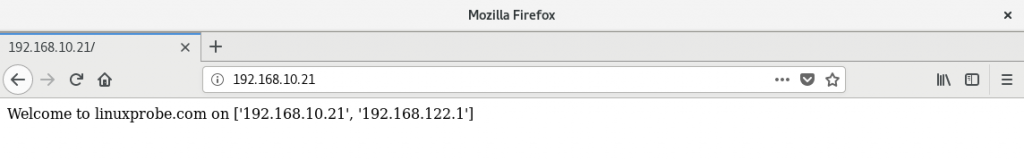 Mozilla Firefox
192.168.10.21/
192.168.10.21
Welcome to linuxprobe.com on ['192.168.10.21', '192.168.122.1']